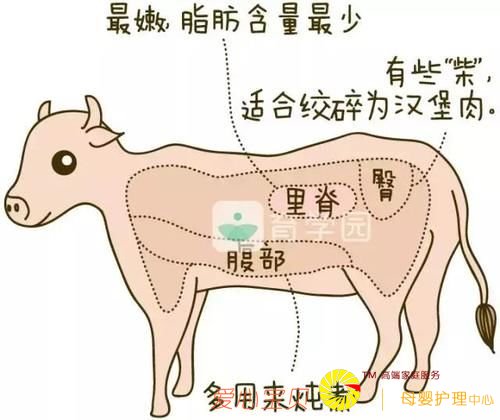 最嫩,脂肪含量最少
有些“柴”,
适合绞碎为汉堡肉。
臀
里脊
育学园
腹部
TM 高端家庭服务
多用来炖煮
母婴护理中心